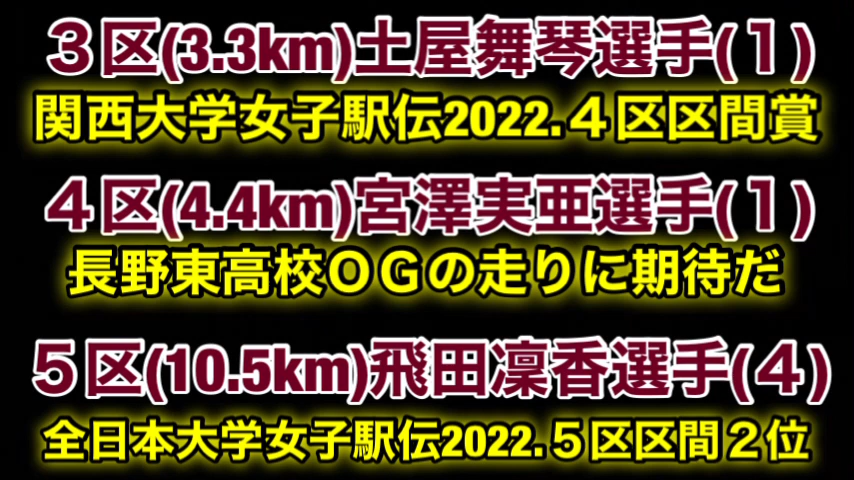 ３区(3.3km)土屋舞琴選手(１)
関西大学女子駅伝2022.４区区間賞
４区(4.4km)宮澤実亜選手(１)
長野東高校ＯＧの走りに期待だ
５区(10.5km)飛田凜香選手(４)
全日本大学女子駅伝2022.５区区間２位